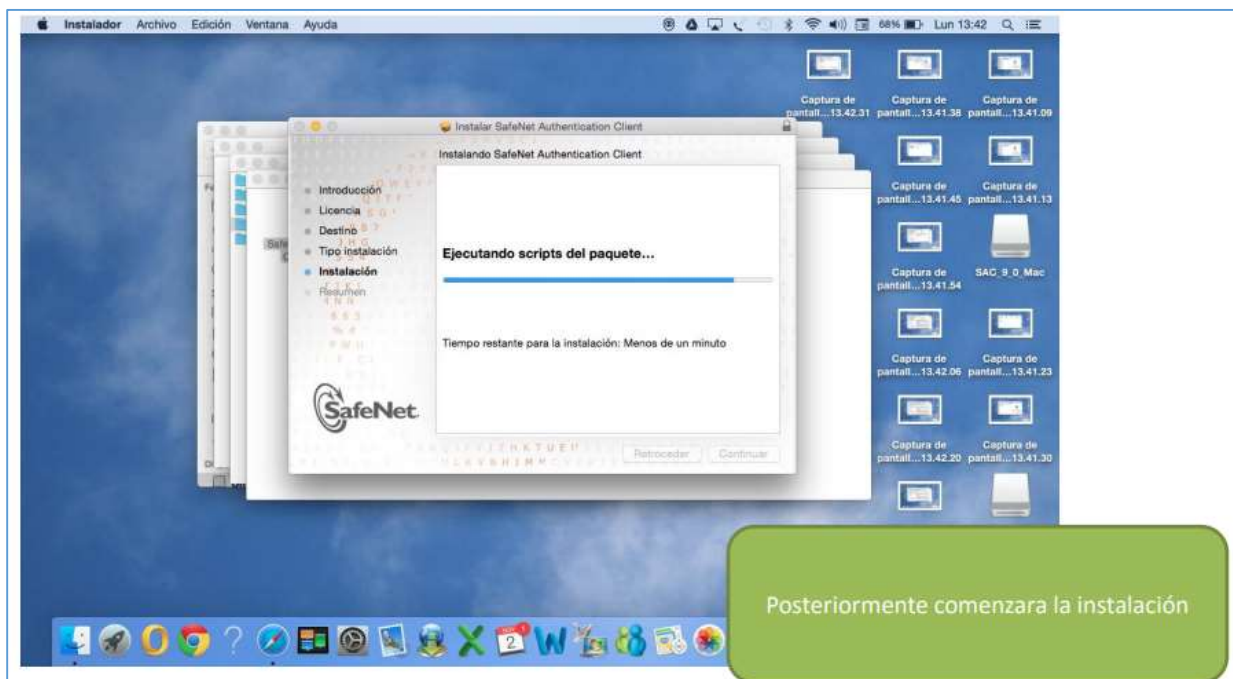 Instalador Archivo Edición Ventana Ayuda
68% Lun 13:42
Captura de pantall...13.42.31
Captura de pantall...13.41.38
Captura de pantall...13.41.09
Instalar SafeNet Authentication Client
Instalando SafeNet Authentication Client
Introducción
Licencia
Destino
Tipo instalación
Instalación
Resumen
Ejecutando scripts del paquete...
Tiempo restante para la instalación: Menos de un minuto
SafeNet.
Retroceder Continuar
Captura de pantall...13.41.45
Captura de pantall...13.41.13
Captura de pantall...13.41.54
SAC_9_0_Mac
Captura de pantall...13.42.06
Captura de pantall...13.41.23
Captura de pantall...13.42.20
Captura de pantall...13.41.30
2
Posteriormente comenzara la instalación